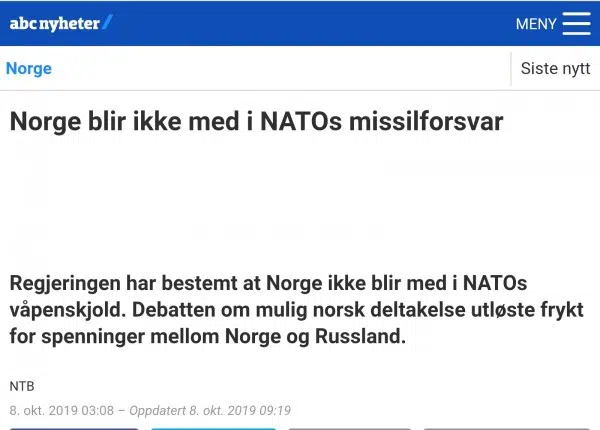 abcnyheter/ MENY
Norge Siste nytt
Norge blir ikke med i NATOs missilforsvar
Regjeringen har bestemt at Norge ikke blir med i NATOs
våpenskjold. Debatten om mulig norsk deltakelse utløste frykt
for spenninger mellom Norge og Russland.
NTB
8. okt. 2019 03:08 – Oppdatert 8. okt. 2019 09:19